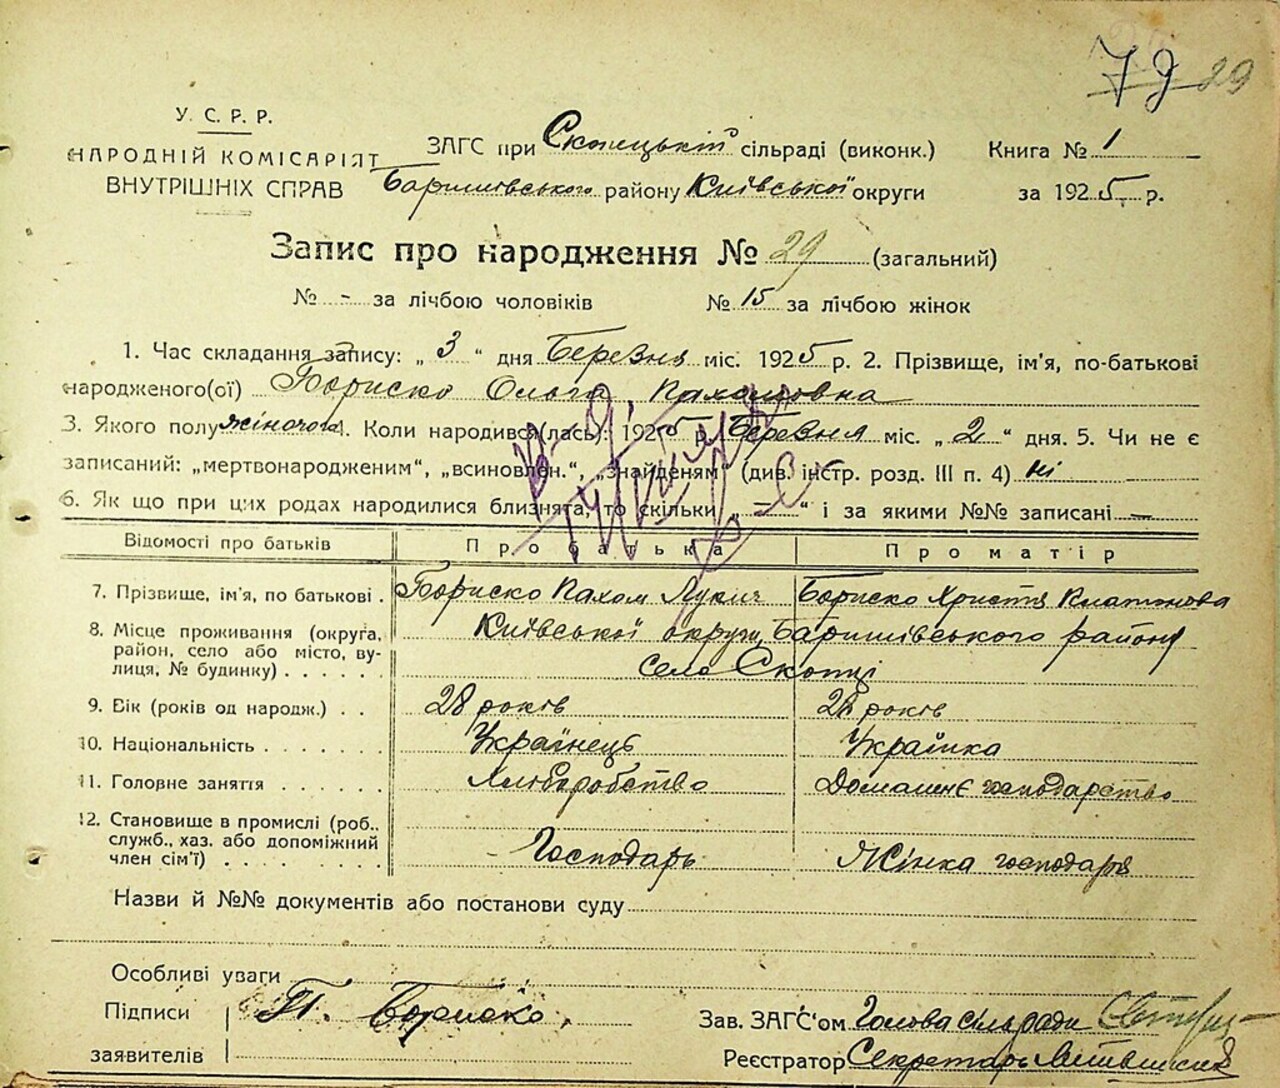 79 29
У. С. Р. Р.
НАРОДНІЙ КОМІСАРІЯТ
ВНУТРІШНІХ СПРАВ
ЗАГС при Скопецькій сільраді (виконк.) Книга № 1
Баришівського району Київської округи за 1925 р.
Запис про народження № 29 (загальний)
№ - за лічбою чоловіків № 15 за лічбою жінок
1. Час складання запису: „ 3 “ дня Березня міс. 1925 р. 2. Прізвище, ім'я, по-батькові
народженого(ої) Бориско Ольга Пахомовна
3. Якого полу жіночого 4. Коли народився(лась): 1925 р. Березня міс. „ 2 “ дня. 5. Чи не є
записаний: „мертвонародженим“, „всиновлен.“, „знайденям“ (див. інстр. розд. III п. 4) ні
6. Як що при цих родах народилися близнята, то скільки „ — “ і за якими №№ записані —
Відомості про батьків Про батька Про матір
7. Прізвище, ім'я, по батькові . Бориско Пахом Лукич Бориско Христя
8. Місце проживання (округа, Київської округи, Баришівського району
район, село або місто, ву- село Скопці
лиця, № будинку) . . . . . .
9. Вік (років од народж.) . . 28 років 28 років
10. Національність . . . . . . . Українець Українка
11. Головне заняття . . . . . . Хліборобство Домашнє господарство
12. Становище в промислі (роб.,
служб., хаз. або допоміжний
член сім'ї) . . . . . . . . Господарь Жінка господаря
Назви й №№ документів або постанови суду
Особливі уваги
Підписи П. Бориско
Зав. ЗАГС'ом Голова сільради
заявителів
Реєстратор Секретарь